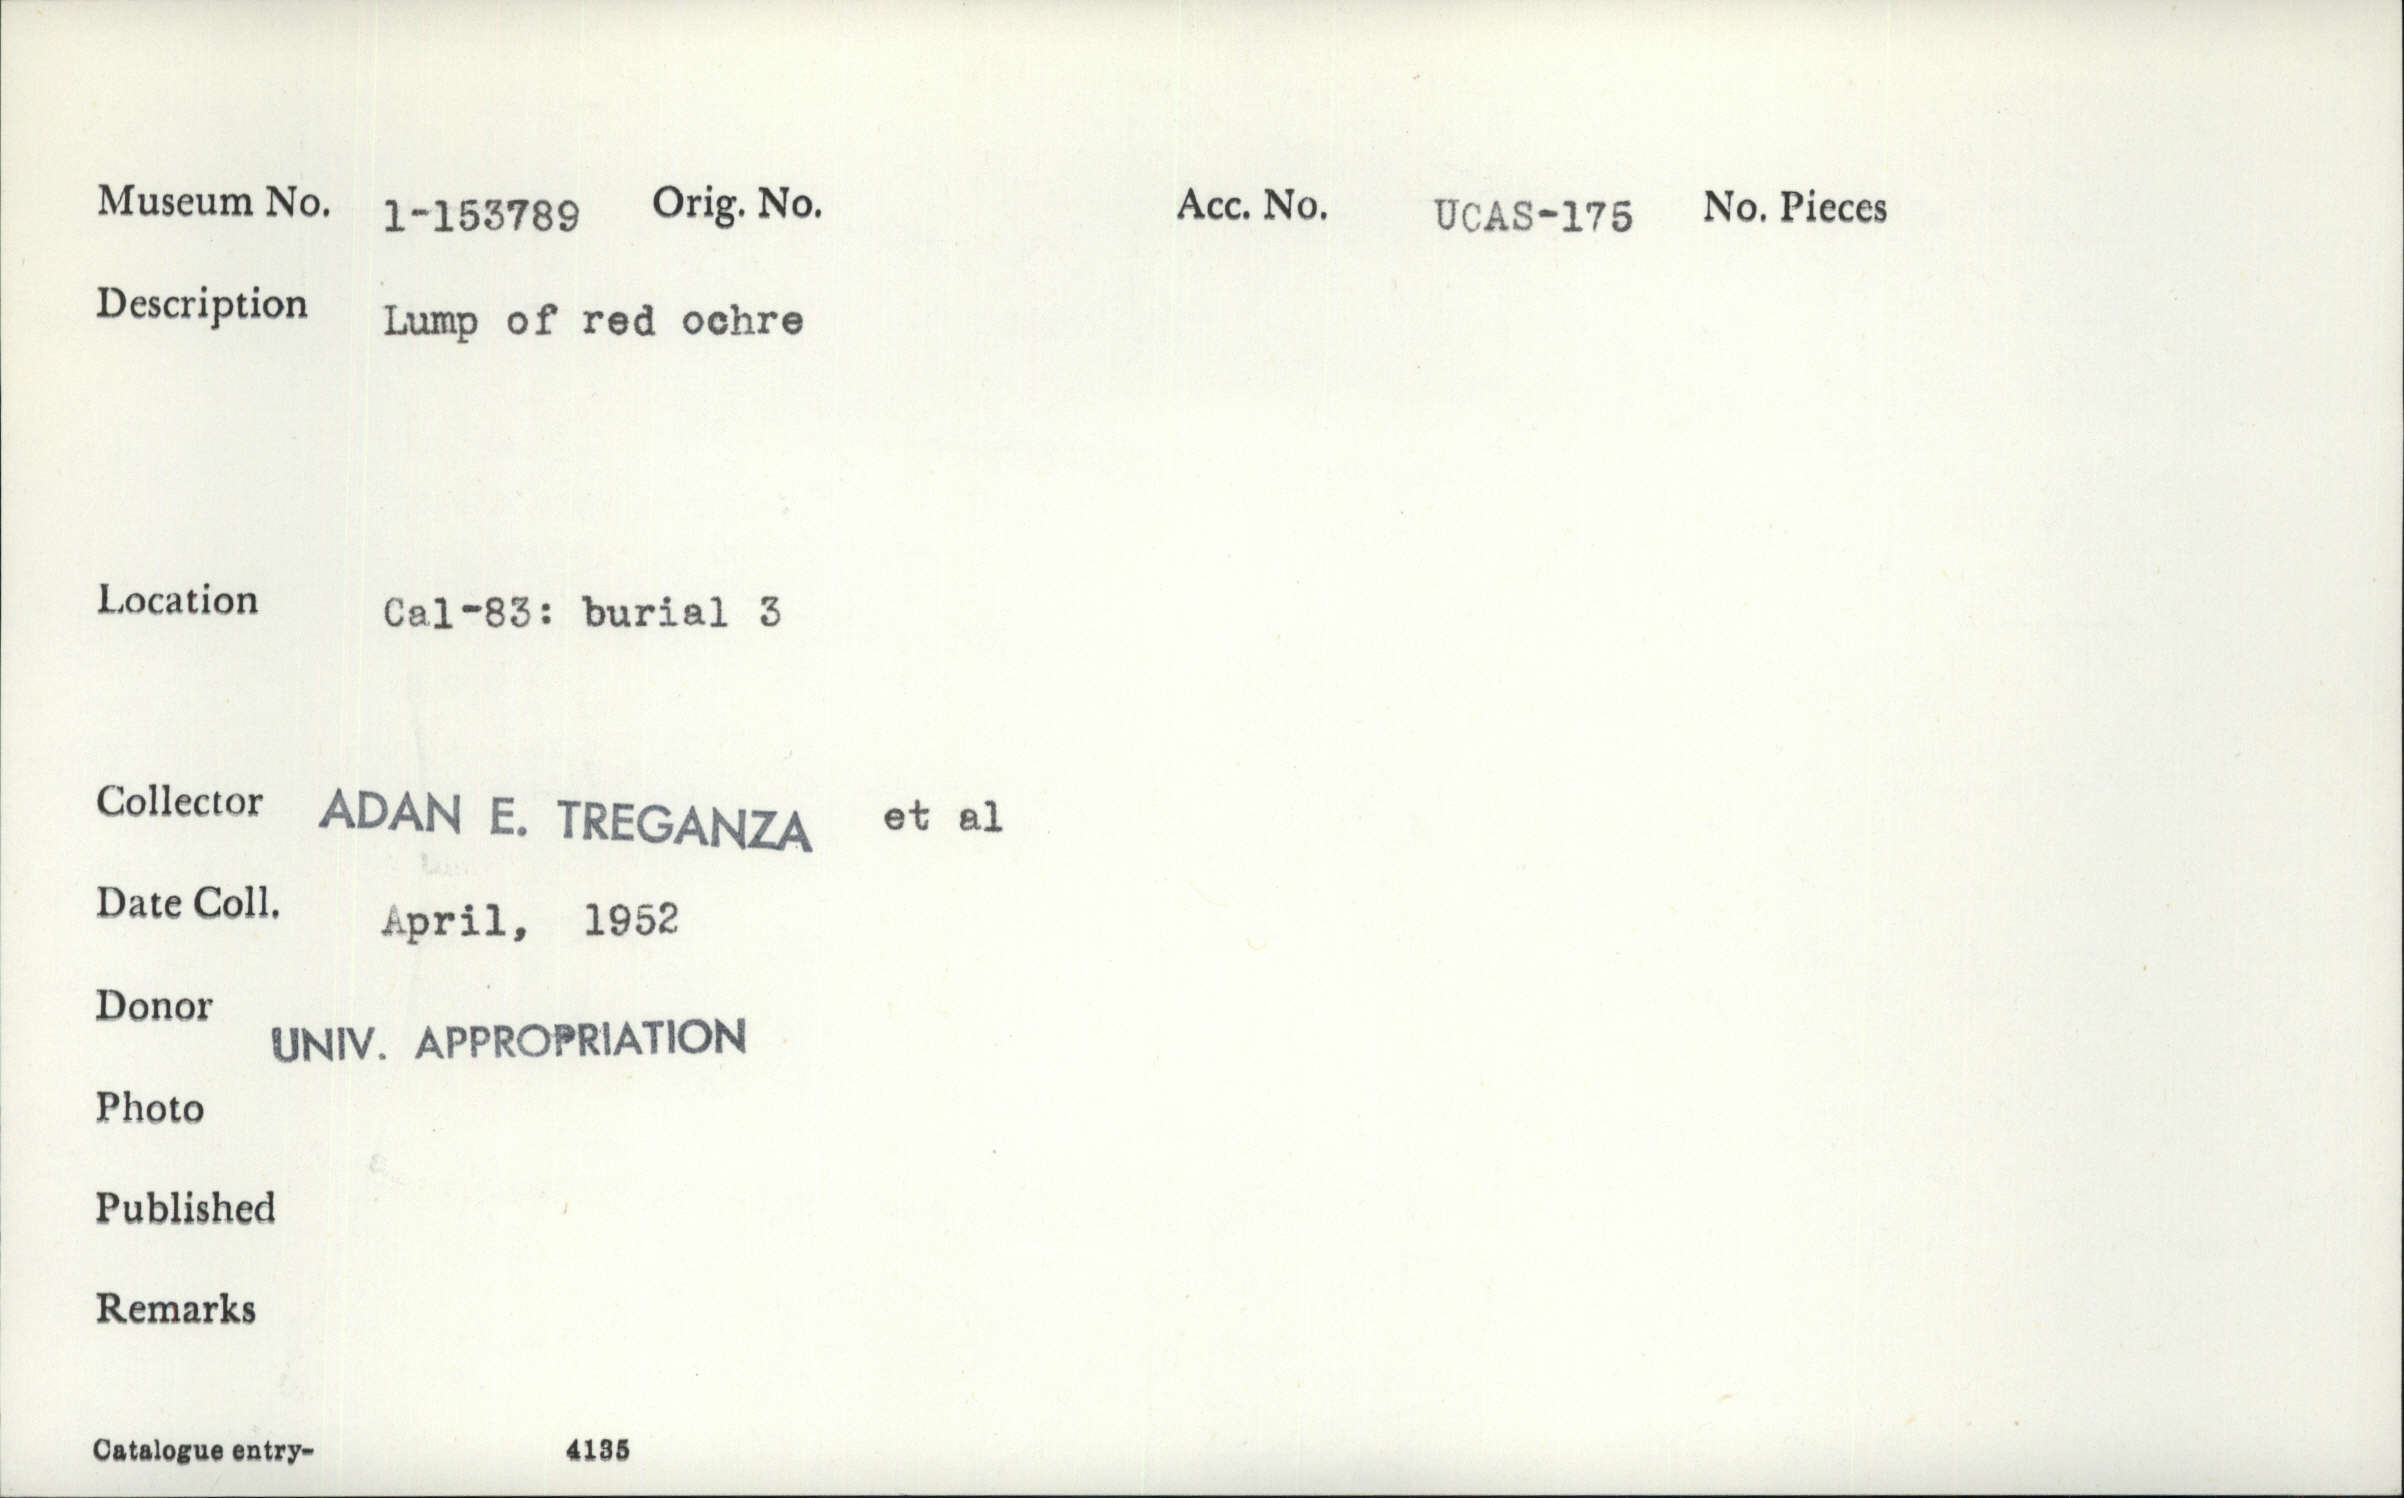 Museum No. 1-153789 Orig. No. Acc. No. UCAS-175 No. Pieces
Description Lump of red ochre
Location Cal-83: burial 3
Collector ADAN E. TREGANZA et al
Date Coll. April, 1952
Donor UNIV. APPROPRIATION
Photo
Published
Remarks
Catalogue entry- 4135